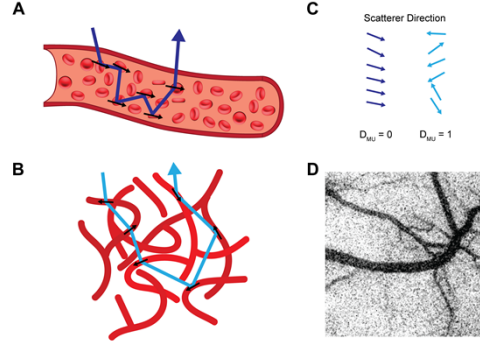 A
C
Scatterer Direction
D_MU = 0
D_MU = 1
B
D